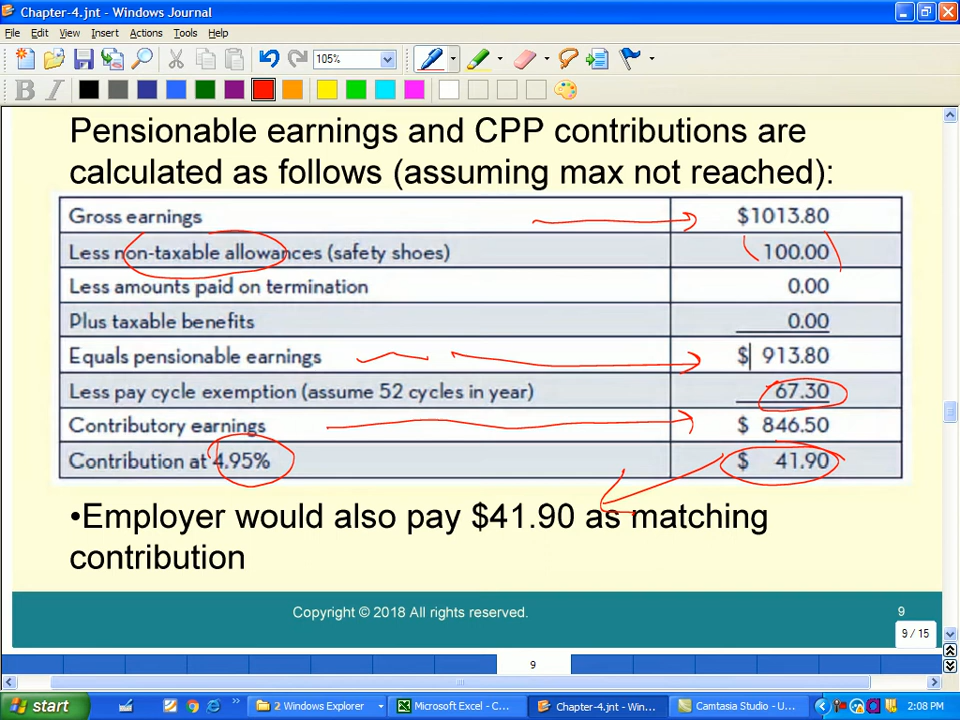 Chapter-4.jnt - Windows Journal
File Edit View Insert Actions Tools Help
105%
B I
Pensionable earnings and CPP contributions are
calculated as follows (assuming max not reached):
Gross earnings $1013.80
Less non-taxable allowances (safety shoes) 100.00
Less amounts paid on termination 0.00
Plus taxable benefits 0.00
Equals pensionable earnings $ 913.80
Less pay cycle exemption (assume 52 cycles in year) 67.30
Contributory earnings $ 846.50
Contribution at 4.95% $ 41.90
•Employer would also pay $41.90 as matching
contribution
Copyright © 2018 All rights reserved. 9
9 / 15
9
start 2 Windows Explorer Microsoft Excel - C... Chapter-4.jnt - Win... Camtasia Studio - U... 2:08 PM